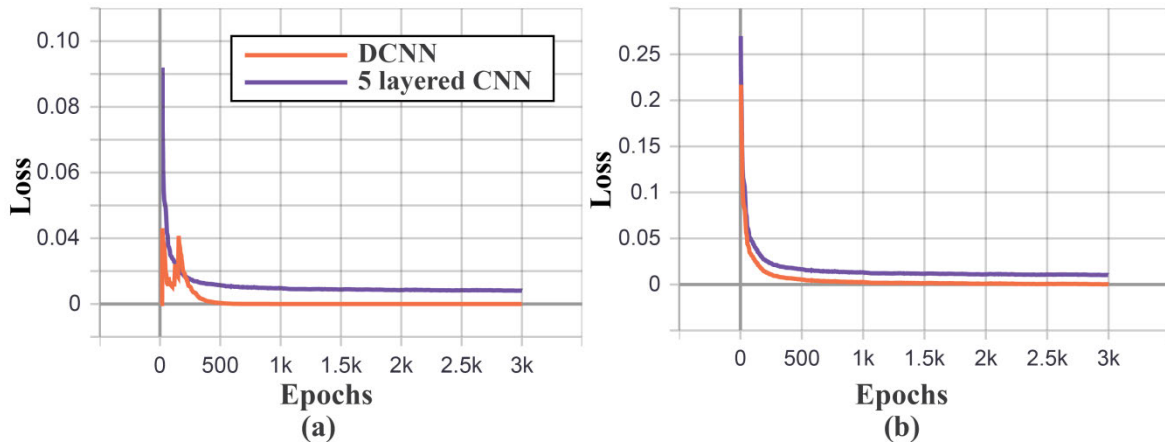 0.10
0.08
0.06
0.04
0
Loss
DCNN
5 layered CNN
0
500
1k
1.5k
2k
2.5k
3k
Epochs
(a)
0.25
0.2
0.15
0.1
0.05
0
Loss
0
500
1k
1.5k
2k
2.5k
3k
Epochs
(b)